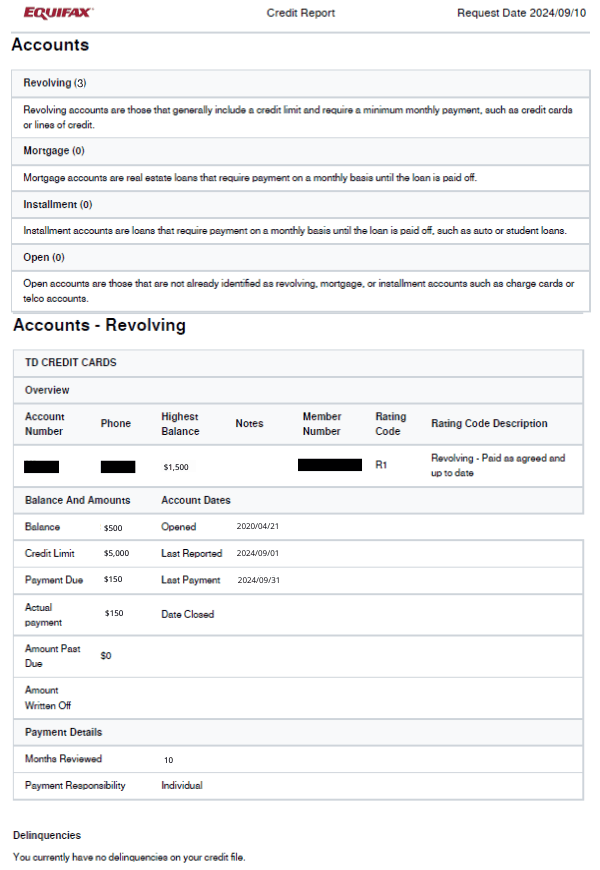 EQUIFAX Credit Report Request Date 2024/09/10
Accounts
Revolving (3)
Revolving accounts are those that generally include a credit limit and require a minimum monthly payment, such as credit cards
or lines of credit.
Mortgage (0)
Mortgage accounts are real estate loans that require payment on a monthly basis until the loan is paid off.
Installment (0)
Installment accounts are loans that require payment on a monthly basis until the loan is paid off, such as auto or student loans.
Open (0)
Open accounts are those that are not already identified as revolving, mortgage, or installment accounts such as charge cards or
telco accounts.
Accounts - Revolving
TD CREDIT CARDS
Overview
Account Number Phone Highest Balance Notes Member Number Rating Code Rating Code Description
$1,500 R1 Revolving - Paid as agreed and up to date
Balance And Amounts Account Dates
Balance $500 Opened 2020/04/21
Credit Limit $5,000 Last Reported 2024/09/01
Payment Due $150 Last Payment 2024/09/31
Actual payment $150 Date Closed
Amount Past Due $0
Amount Written Off
Payment Details
Months Reviewed 10
Payment Responsibility Individual
Delinquencies
You currently have no delinquencies on your credit file.